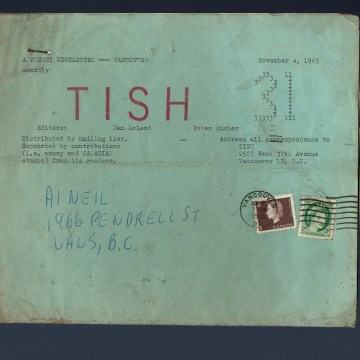 A POETRY NEWSLETTER --- VANCOUVER
November 4, 1965
monthly
TISH
Editors: Dan McLeod Peter Auxier
Distributed by mailing list.
Supported by contributions
(i.e. money and CANADIAN
stamps) from its readers.
Address all correspondence to
TISH
West 37th Avenue
Vancouver 13, B.C.
Al NEIL
1966 PENDRELL ST
VANS, B.C.
VANCOUVER